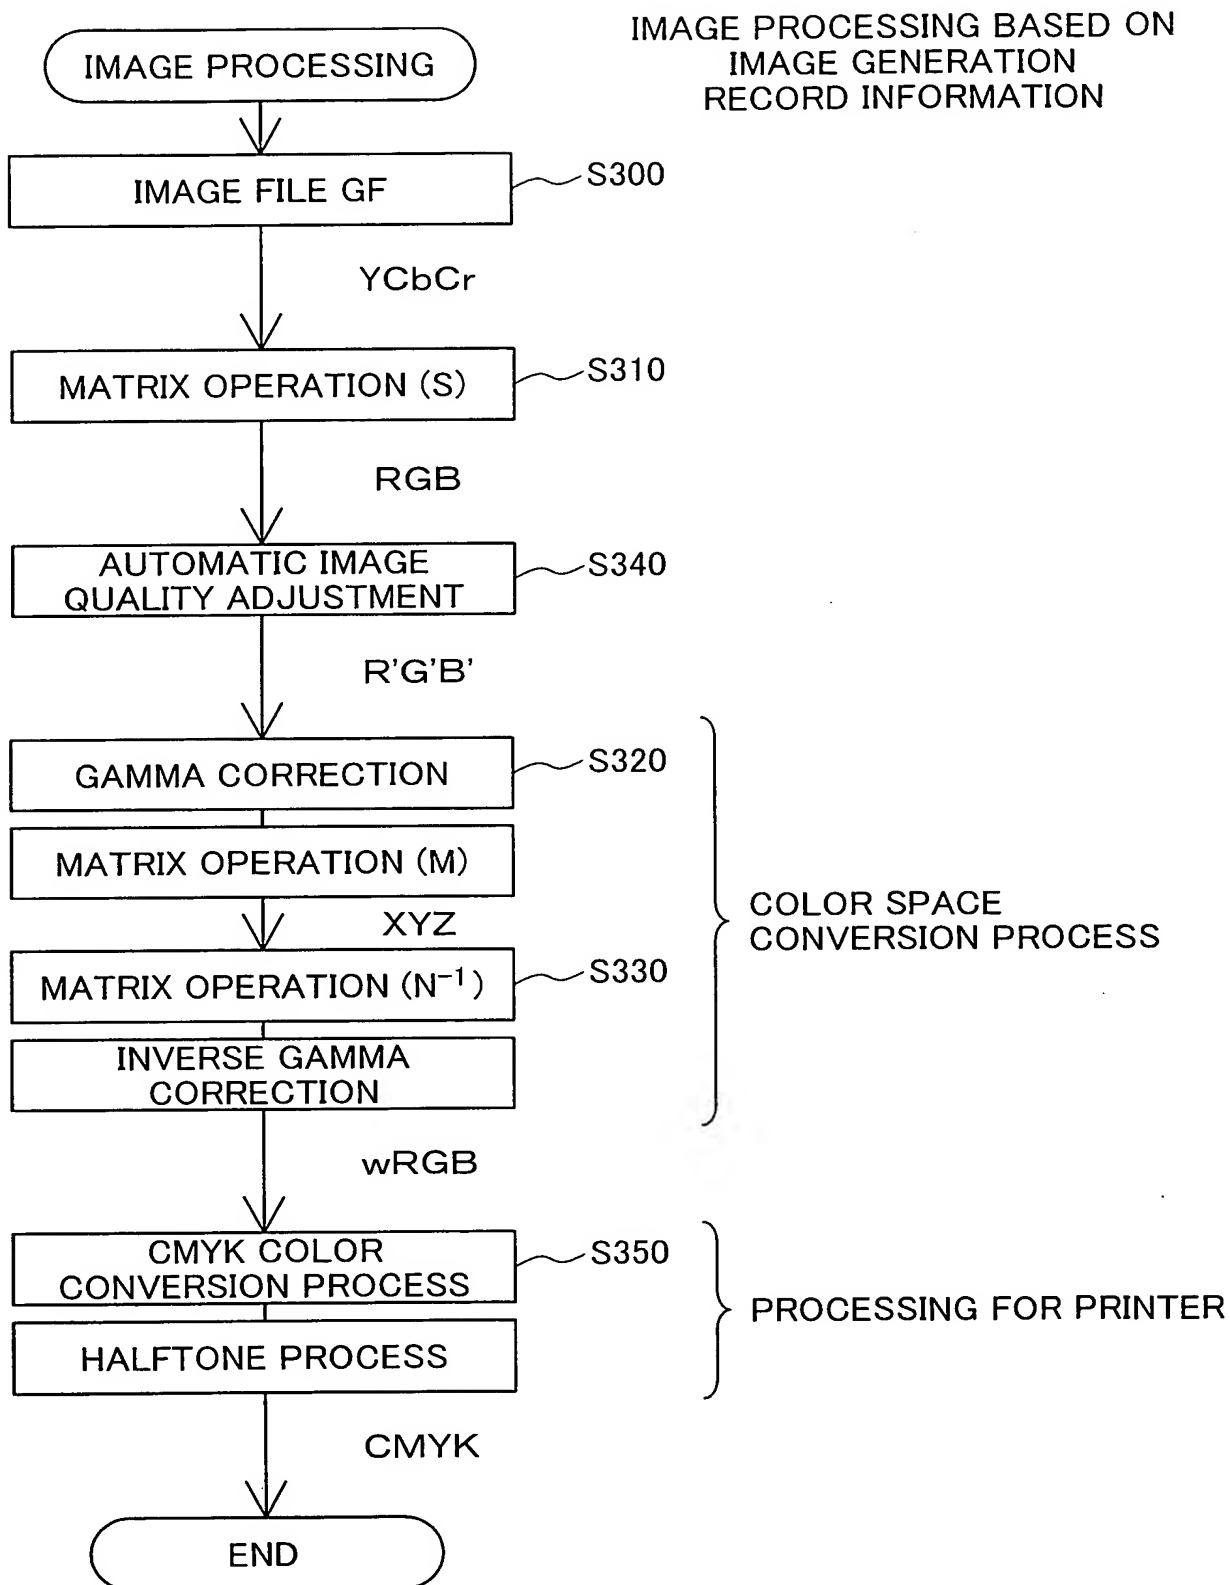 IMAGE PROCESSING BASED ON
IMAGE GENERATION
RECORD INFORMATION
IMAGE PROCESSING
IMAGE FILE GF
S300
YCbCr
MATRIX OPERATION (S)
S310
RGB
AUTOMATIC IMAGE
QUALITY ADJUSTMENT
S340
R'G'B'
GAMMA CORRECTION
S320
MATRIX OPERATION (M)
XYZ
COLOR SPACE
CONVERSION PROCESS
MATRIX OPERATION (N⁻¹)
S330
INVERSE GAMMA
CORRECTION
wRGB
CMYK COLOR
CONVERSION PROCESS
S350
PROCESSING FOR PRINTER
HALFTONE PROCESS
CMYK
END